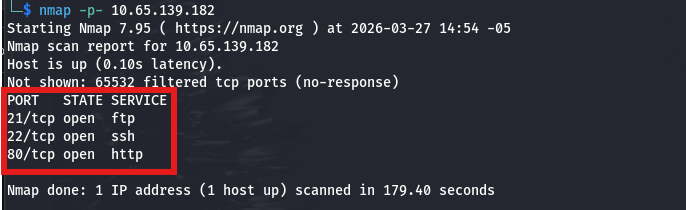 $ nmap -p- 10.65.139.182
Starting Nmap 7.95 ( https://nmap.org ) at 2026-03-27 14:54 -05
Nmap scan report for 10.65.139.182
Host is up (0.10s latency).
Not shown: 65532 filtered tcp ports (no-response)
PORT   STATE SERVICE
21/tcp open  ftp
22/tcp open  ssh
80/tcp open  http
Nmap done: 1 IP address (1 host up) scanned in 179.40 seconds